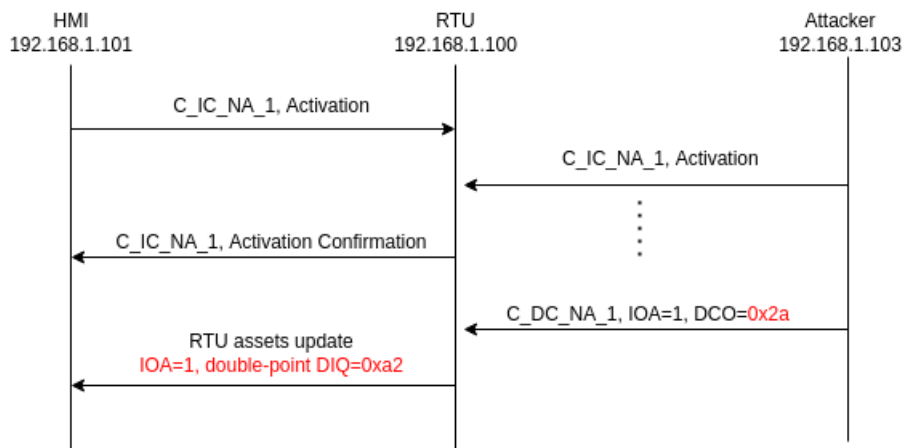 HMI
192.168.1.101
RTU
192.168.1.100
Attacker
192.168.1.103
C_IC_NA_1, Activation
C_IC_NA_1, Activation
C_IC_NA_1, Activation Confirmation
C_DC_NA_1, IOA=1, DCO=0x2a
RTU assets update
IOA=1, double-point DIQ=0xa2